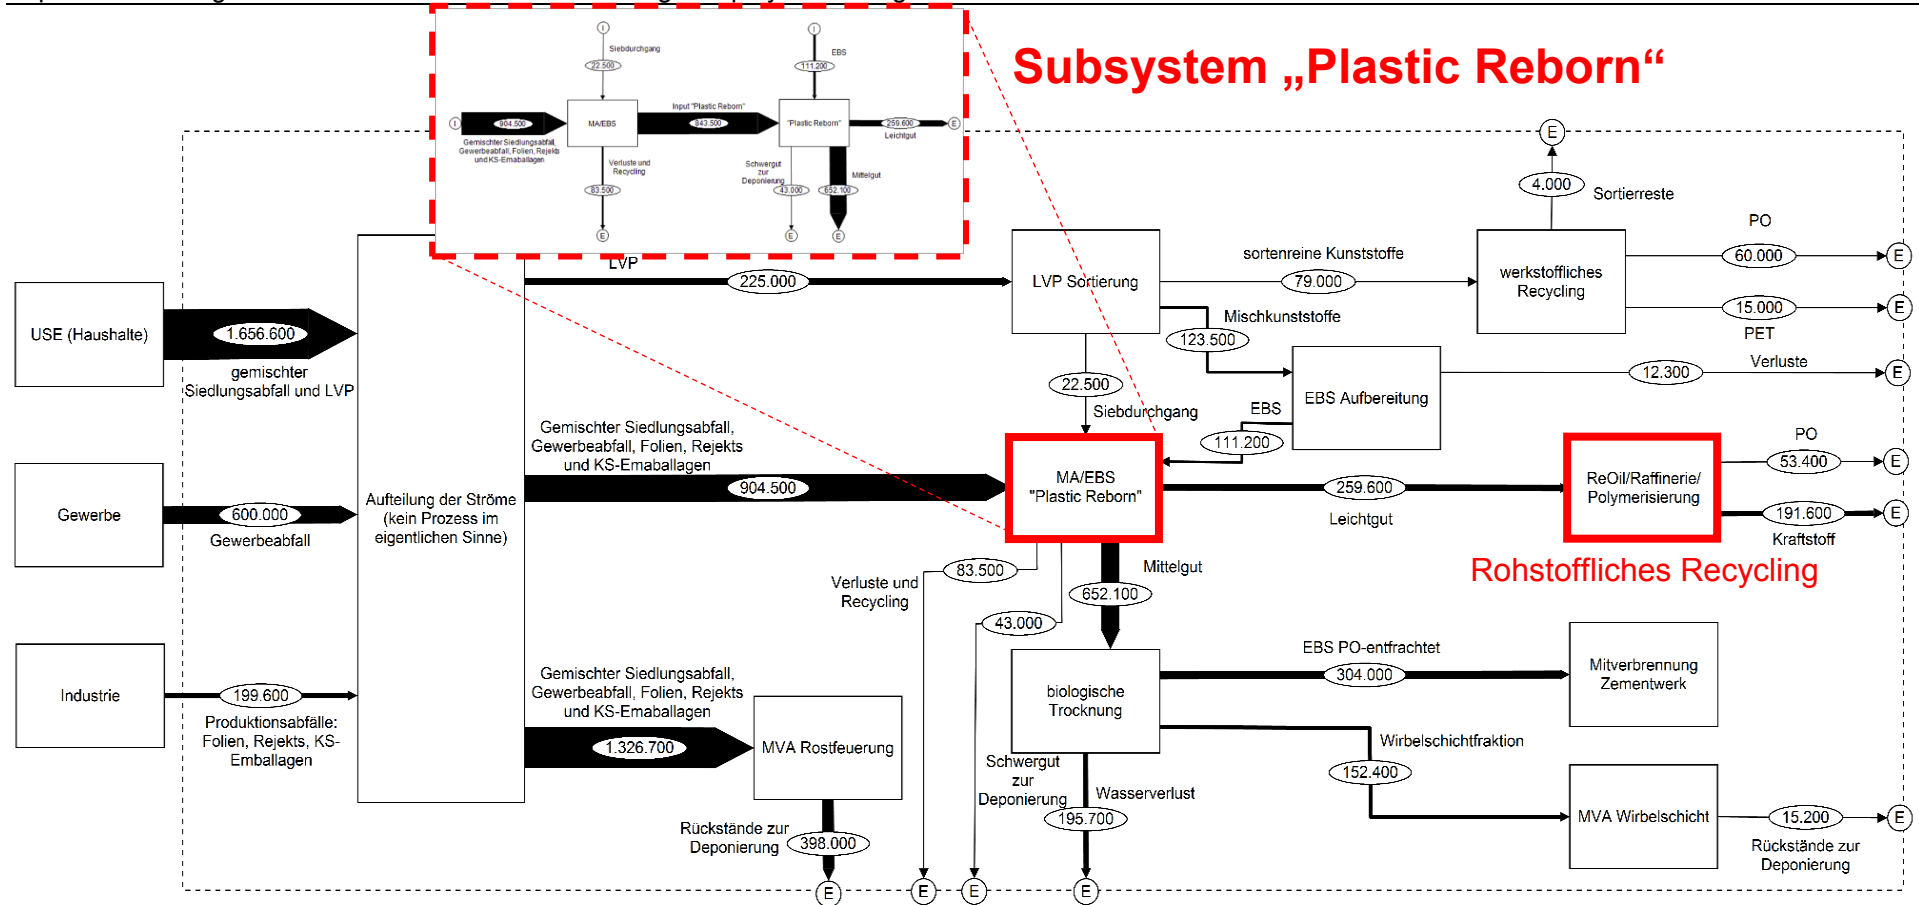 Subsystem „Plastic Reborn“
I
Siebdurchgang
22.500
I
EBS
111.200
I
904.500
Gemischter Siedlungsabfall,
Gewerbeabfall, Folien, Rejekts
und KS-Emaballagen
MA/EBS
Input "Plastic Reborn"
843.500
"Plastic Reborn"
259.600
Leichtgut
E
Verluste und
Recycling
83.500
E
Schwergut
zur
Deponierung
43.000
E
Mittelgut
652.100
E
USE (Haushalte)
1.656.600
gemischter
Siedlungsabfall und LVP
Gewerbe
600.000
Gewerbeabfall
Industrie
199.600
Produktionsabfälle:
Folien, Rejekts, KS-
Emballagen
Aufteilung der Ströme
(kein Prozess im
eigentlichen Sinne)
LVP
225.000
LVP Sortierung
sortenreine Kunststoffe
79.000
werkstoffliches
Recycling
E
4.000
Sortierreste
PO
60.000
E
15.000
E
PET
Mischkunststoffe
123.500
22.500
Siebdurchgang
EBS Aufbereitung
12.300
Verluste
E
EBS
111.200
Gemischter Siedlungsabfall,
Gewerbeabfall, Folien, Rejekts
und KS-Emaballagen
904.500
MA/EBS
"Plastic Reborn"
259.600
Leichtgut
ReOil/Raffinerie/
Polymerisierung
PO
53.400
E
191.600
E
Kraftstoff
Rohstoffliches Recycling
Verluste und
Recycling
83.500
43.000
Mittelgut
652.100
Gemischter Siedlungsabfall,
Gewerbeabfall, Folien, Rejekts
und KS-Emaballagen
1.326.700
MVA Rostfeuerung
Rückstände zur
Deponierung
398.000
E
E
E
biologische
Trocknung
Schwergut
zur
Deponierung
Wasserverlust
195.700
E
EBS PO-entfrachtet
304.000
Mitverbrennung
Zementwerk
Wirbelschichtfraktion
152.400
MVA Wirbelschicht
15.200
E
Rückstände zur
Deponierung